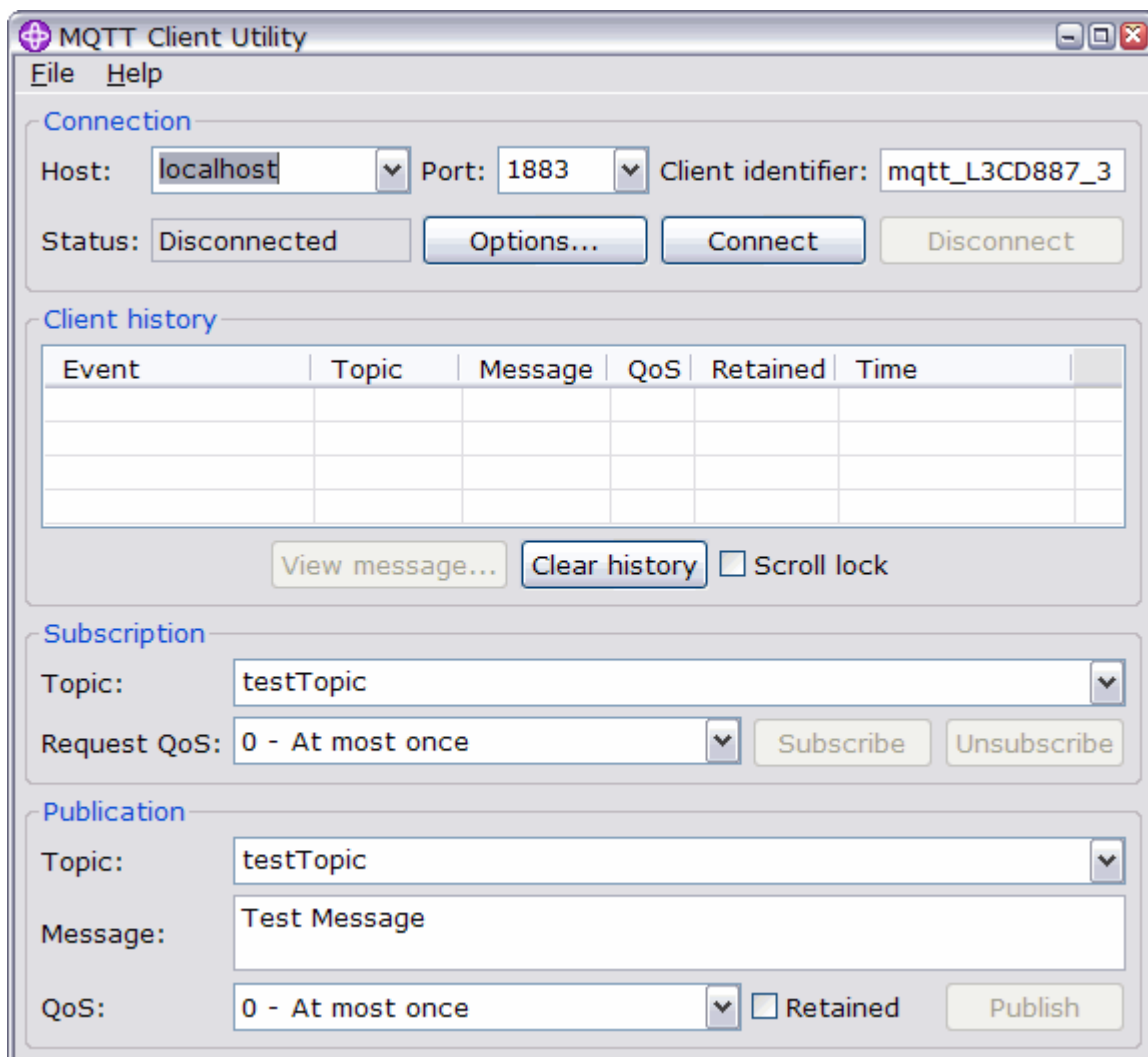 MQTT Client Utility
File Help
Connection
Host: localhost Port: 1883 Client identifier: mqtt_L3CD887_3
Status: Disconnected Options... Connect Disconnect
Client history
Event Topic Message QoS Retained Time
View message... Clear history Scroll lock
Subscription
Topic: testTopic
Request QoS: 0 - At most once Subscribe Unsubscribe
Publication
Topic: testTopic
Message: Test Message
QoS: 0 - At most once Retained Publish